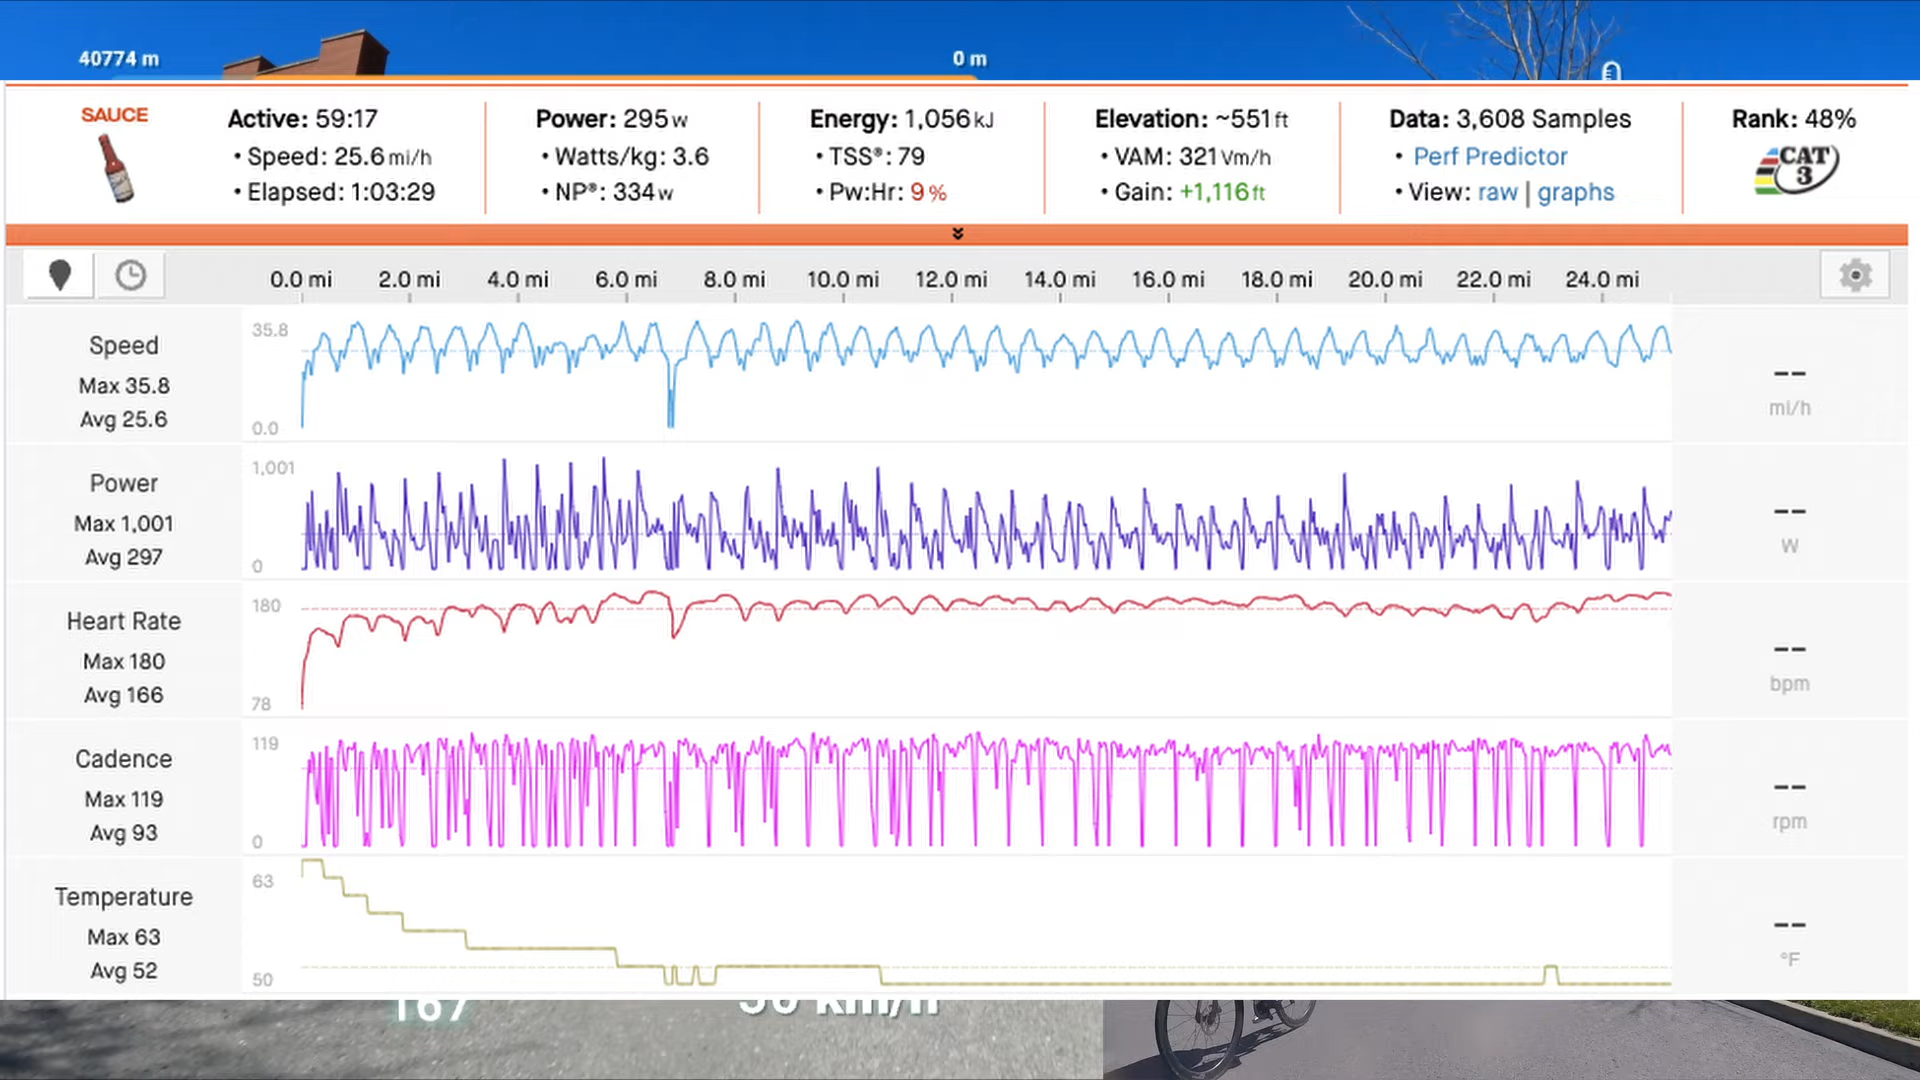 40774 m
0 m
SAUCE
Active: 59:17
• Speed: 25.6 mi/h
• Elapsed: 1:03:29
Power: 295 w
• Watts/kg: 3.6
• NP®: 334 w
Energy: 1,056 kJ
• TSS®: 79
• Pw:Hr: 9 %
Elevation: ~551 ft
• VAM: 321 Vm/h
• Gain: +1,116 ft
Data: 3,608 Samples
• Perf Predictor
• View: raw | graphs
Rank: 48%
CAT
3
0.0 mi 2.0 mi 4.0 mi 6.0 mi 8.0 mi 10.0 mi 12.0 mi 14.0 mi 16.0 mi 18.0 mi 20.0 mi 22.0 mi 24.0 mi
Speed
Max 35.8
Avg 25.6
35.8
0.0
--
mi/h
Power
Max 1,001
Avg 297
1,001
0
--
W
Heart Rate
Max 180
Avg 166
180
78
--
bpm
Cadence
Max 119
Avg 93
119
0
--
rpm
Temperature
Max 63
Avg 52
63
50
--
°F
167
km/h